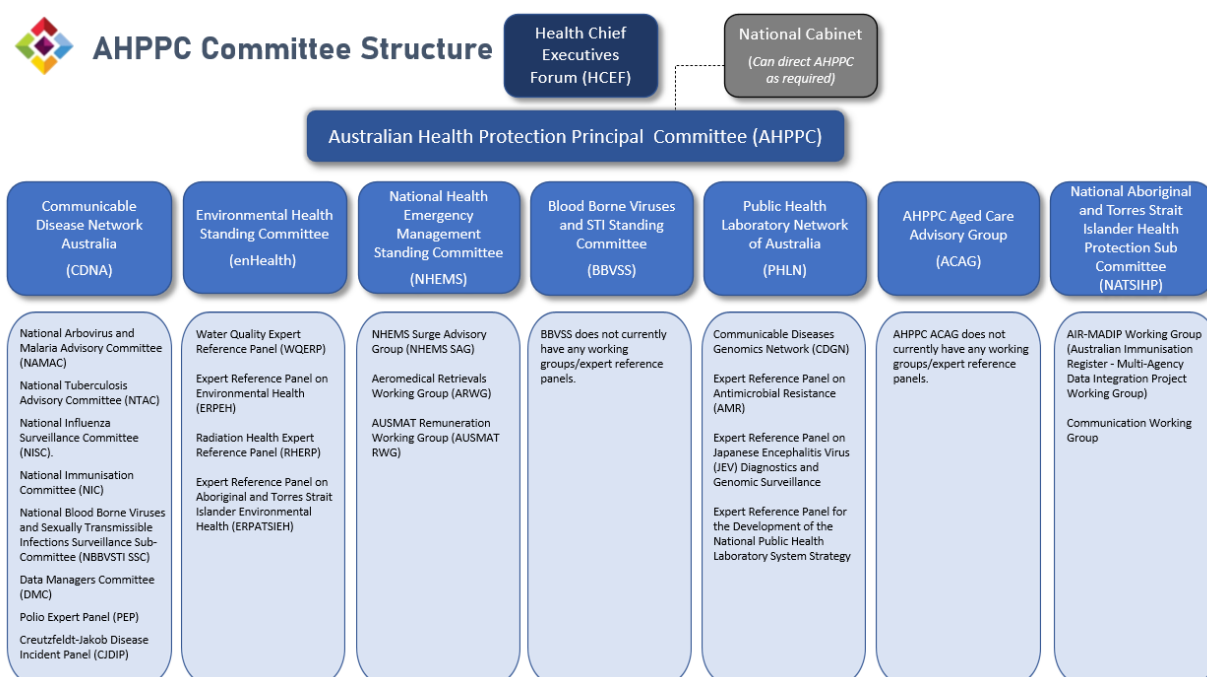 AHPPC Committee Structure
Health Chief
Executives
Forum (HCEF)
National Cabinet
(Can direct AHPPC
as required)
Australian Health Protection Principal Committee (AHPPC)
Communicable
Disease Network
Australia
(CDNA)
Environmental Health
Standing Committee
(enHealth)
National Health
Emergency
Management
Standing Committee
(NHEMS)
Blood Borne Viruses
and STI Standing
Committee
(BBVSS)
Public Health
Laboratory Network
of Australia
(PHLN)
AHPPC Aged Care
Advisory Group
(ACAG)
National Aboriginal
and Torres Strait
Islander Health
Protection Sub
Committee
(NATSIHP)
National Arbovirus and
Malaria Advisory Committee
(NAMAC)
National Tuberculosis
Advisory Committee (NTAC)
National Influenza
Surveillance Committee
(NISC).
National Immunisation
Committee (NIC)
National Blood Borne Viruses
and Sexually Transmissible
Infections Surveillance Sub-
Committee (NBBVSTI SSC)
Data Managers Committee
(DMC)
Polio Expert Panel (PEP)
Creutzfeldt-Jakob Disease
Incident Panel (CJDIP)
Water Quality Expert
Reference Panel (WQERP)
Expert Reference Panel on
Environmental Health
(ERPEH)
Radiation Health Expert
Reference Panel (RHERP)
Expert Reference Panel on
Aboriginal and Torres Strait
Islander Environmental
Health (ERPATSIEH)
NHEMS Surge Advisory
Group (NHEMS SAG)
Aeromedical Retrievals
Working Group (ARWG)
AUSMAT Remuneration
Working Group (AUSMAT
RWG)
BBVSS does not currently
have any working
groups/expert reference
panels.
Communicable Diseases
Genomics Network (CDGN)
Expert Reference Panel on
Antimicrobial Resistance
(AMR)
Expert Reference Panel on
Japanese Encephalitis Virus
(JEV) Diagnostics and
Genomic Surveillance
Expert Reference Panel for
the Development of the
National Public Health
Laboratory System Strategy
AHPPC ACAG does not
currently have any working
groups/expert reference
panels.
AIR-MADIP Working Group
(Australian Immunisation
Register - Multi-Agency
Data Integration Project
Working Group)
Communication Working
Group